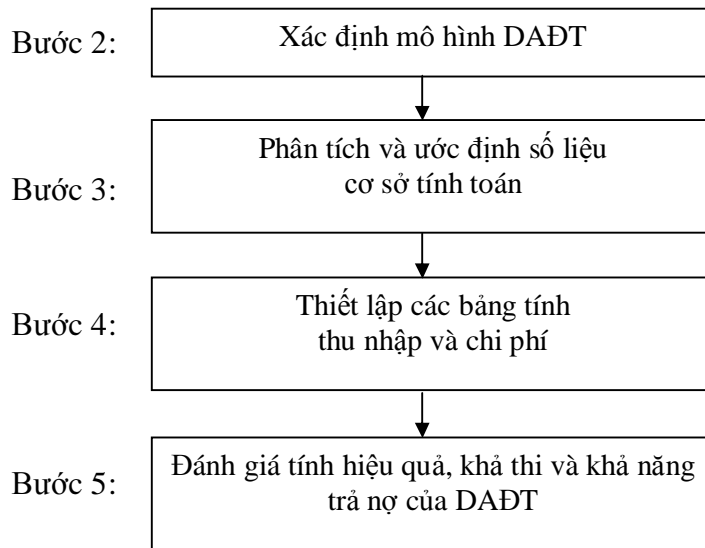 Bước 2:
Xác định mô hình DAĐT
Bước 3:
Phân tích và ước định số liệu
cơ sở tính toán
Bước 4:
Thiết lập các bảng tính
thu nhập và chi phí
Bước 5:
Đánh giá tính hiệu quả, khả thi và khả năng
trả nợ của DAĐT